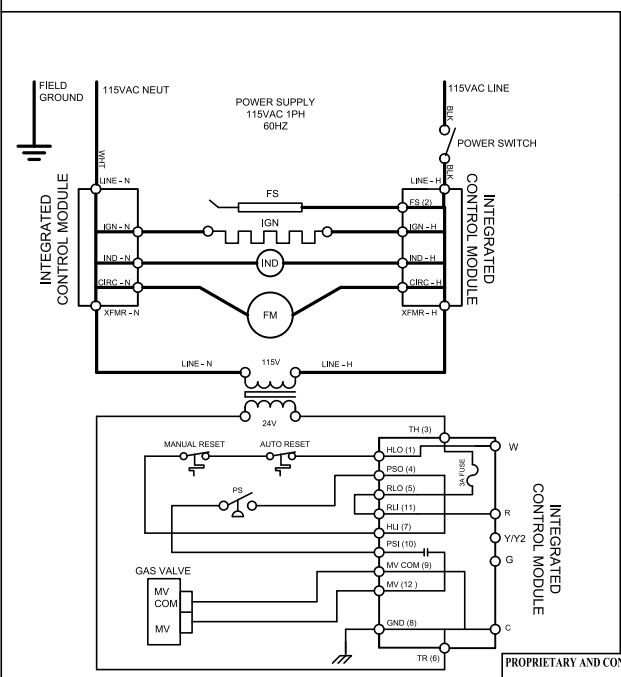 FIELD
GROUND
115VAC NEUT
POWER SUPPLY
115VAC 1PH
60HZ
115VAC LINE
BLK
POWER SWITCH
BLK
WHT
LINE - N
LINE - H
INTEGRATED
CONTROL MODULE
FS
FS (2)
IGN - N
IGN
IGN - H
IND - N
IND
IND - H
CIRC - N
FM
CIRC - H
XFMR - N
XFMR - H
INTEGRATED
CONTROL MODULE
LINE - N
115V
LINE - H
24V
TH (3)
MANUAL RESET
AUTO RESET
HLO (1)
W
PSO (4)
3A FUSE
PS
RLO (5)
RLI (11)
R
HLI (7)
Y/Y2
PSI (10)
G
INTEGRATED
CONTROL MODULE
GAS VALVE
MV COM (9)
MV
COM
MV (12 )
MV
GND (8)
C
TR (6)
PROPRIETARY AND CON